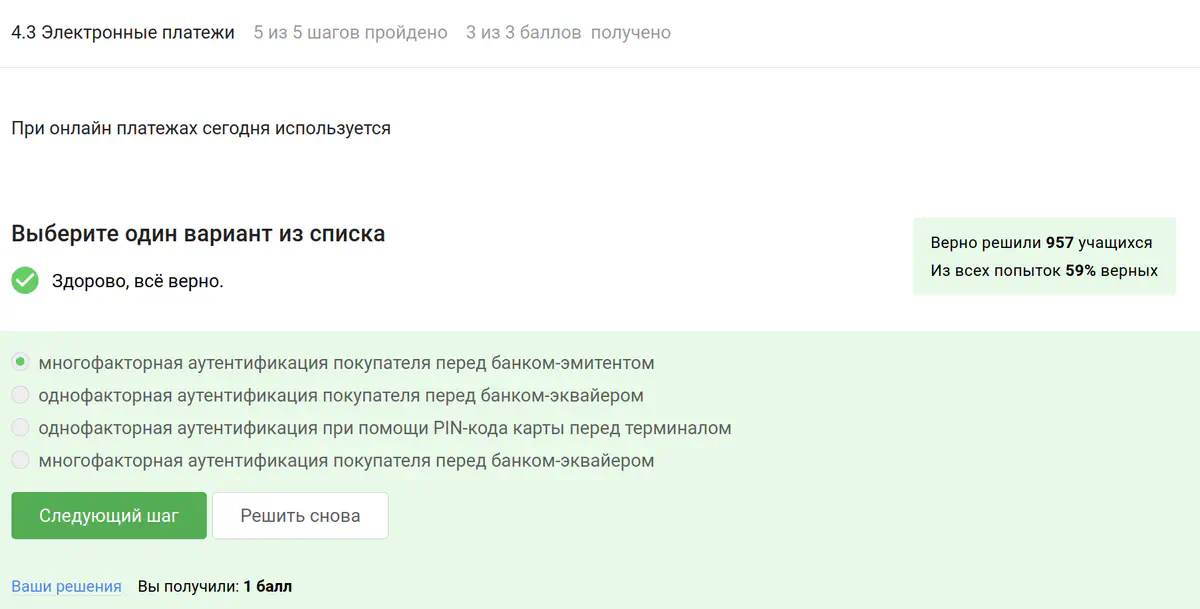 4.3 Электронные платежи 5 из 5 шагов пройдено 3 из 3 баллов получено
При онлайн платежах сегодня используется
Выберите один вариант из списка
Здорово, всё верно.
Верно решили 957 учащихся
Из всех попыток 59% верных
многофакторная аутентификация покупателя перед банком-эмитентом
однофакторная аутентификация покупателя перед банком-эквайером
однофакторная аутентификация при помощи PIN-кода карты перед терминалом
многофакторная аутентификация покупателя перед банком-эквайером
Следующий шаг Решить снова
Ваши решения Вы получили: 1 балл